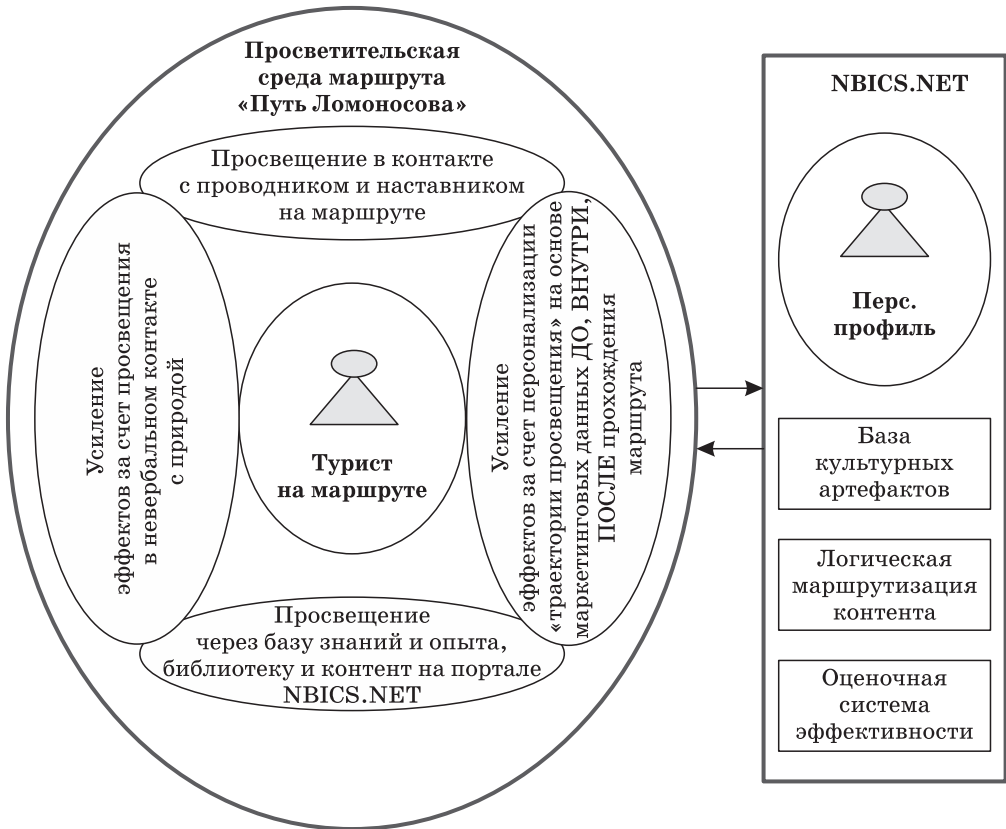 Просветительская
среда маршрута
«Путь Ломоносова»
Просвещение в контакте
с проводником и наставником
на маршруте
Усиление
эффектов за счет просвещения
в невербальном контакте
с природой
Турист
на маршруте
Усиление
эффектов за счет персонализации
«траектории просвещения» на основе
маркетинговых данных ДО, ВНУТРИ,
ПОСЛЕ прохождения
маршрута
Просвещение
через базу знаний и опыта,
библиотеку и контент на портале
NBICS.NET
NBICS.NET
Перс.
профиль
База
культурных
артефактов
Логическая
маршрутизация
контента
Оценочная
система
эффективности